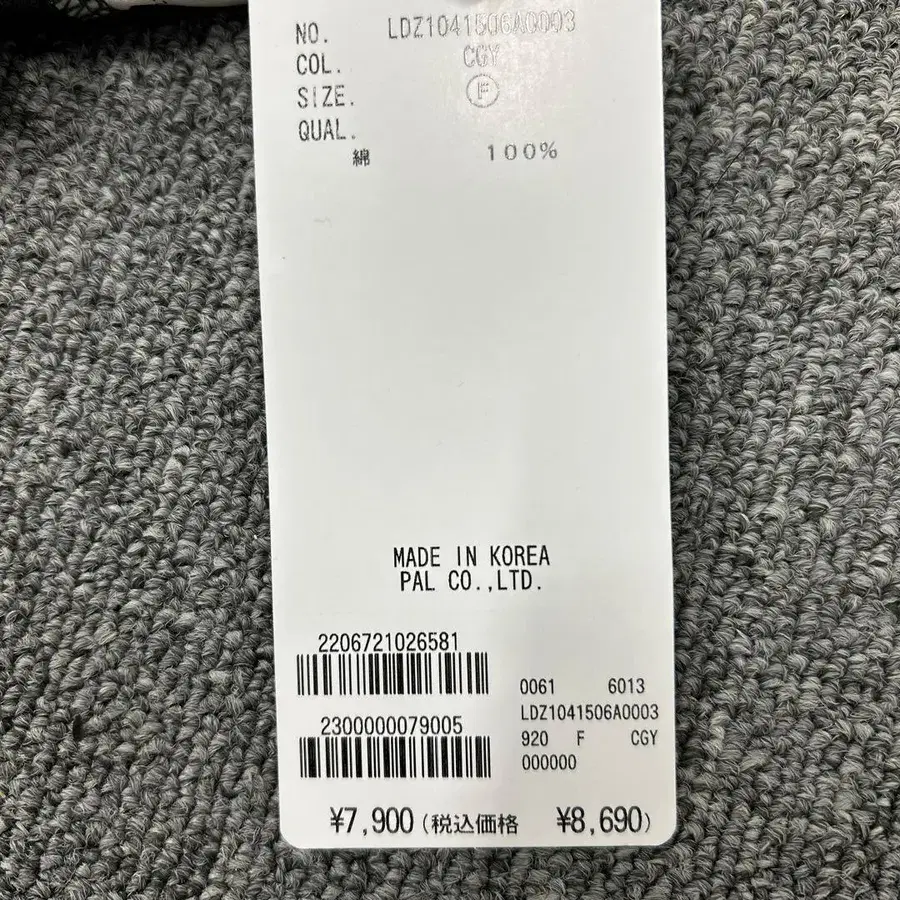 NO. LDZ1041506A0003
COL. CGY
SIZE. Ⓕ
QUAL.
綿 100%
MADE IN KOREA
PAL CO.,LTD.
2206721026581
2300000079005
0061 6013
LDZ1041506A0003
920 F CGY
000000
¥7,900 (税込価格 ¥8,690)